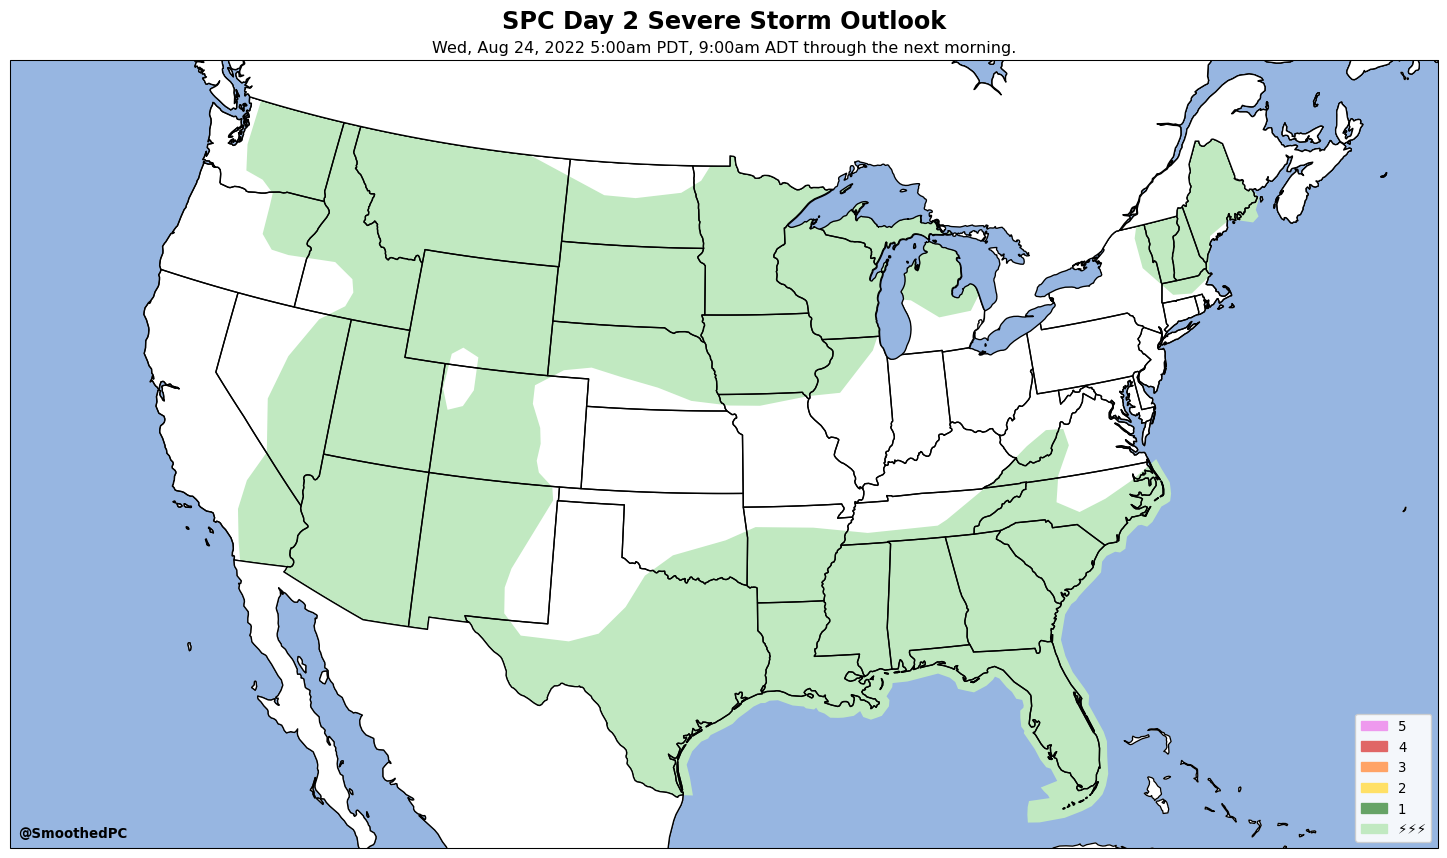 SPC Day 2 Severe Storm Outlook
Wed, Aug 24, 2022 5:00am PDT, 9:00am ADT through the next morning.
5
4
3
2
1
⚡⚡⚡
@SmoothedPC